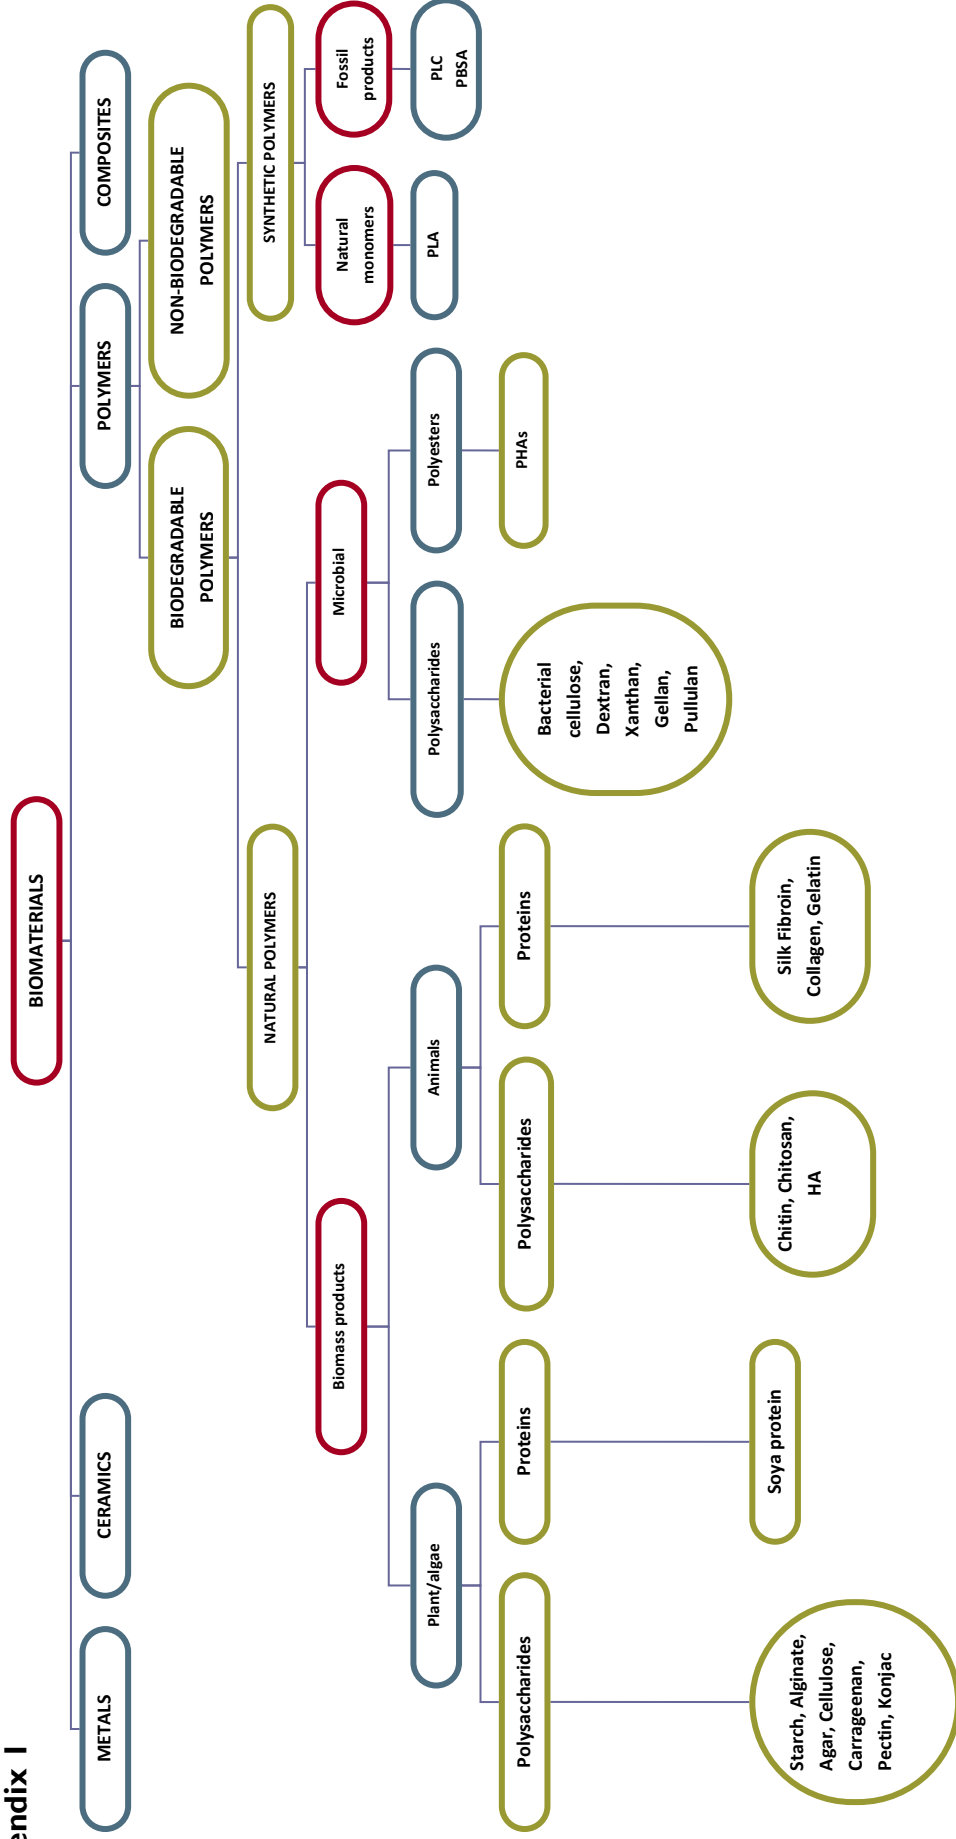 endix I
BIOMATERIALS
METALS
CERAMICS
POLYMERS
COMPOSITES
BIODEGRADABLE
POLYMERS
NON-BIODEGRADABLE
POLYMERS
NATURAL POLYMERS
SYNTHETIC POLYMERS
Biomass products
Microbial
Natural
monomers
Fossil
products
Plant/algae
Animals
Polysaccharides
Polyesters
PLA
PLC
PBSA
Polysaccharides
Proteins
Polysaccharides
Proteins
Bacterial
cellulose,
Dextran,
Xanthan,
Gellan,
Pullulan
PHAs
Starch, Alginate,
Agar, Cellulose,
Carrageenan,
Pectin, Konjac
Soya protein
Chitin, Chitosan,
HA
Silk Fibroin,
Collagen, Gelatin